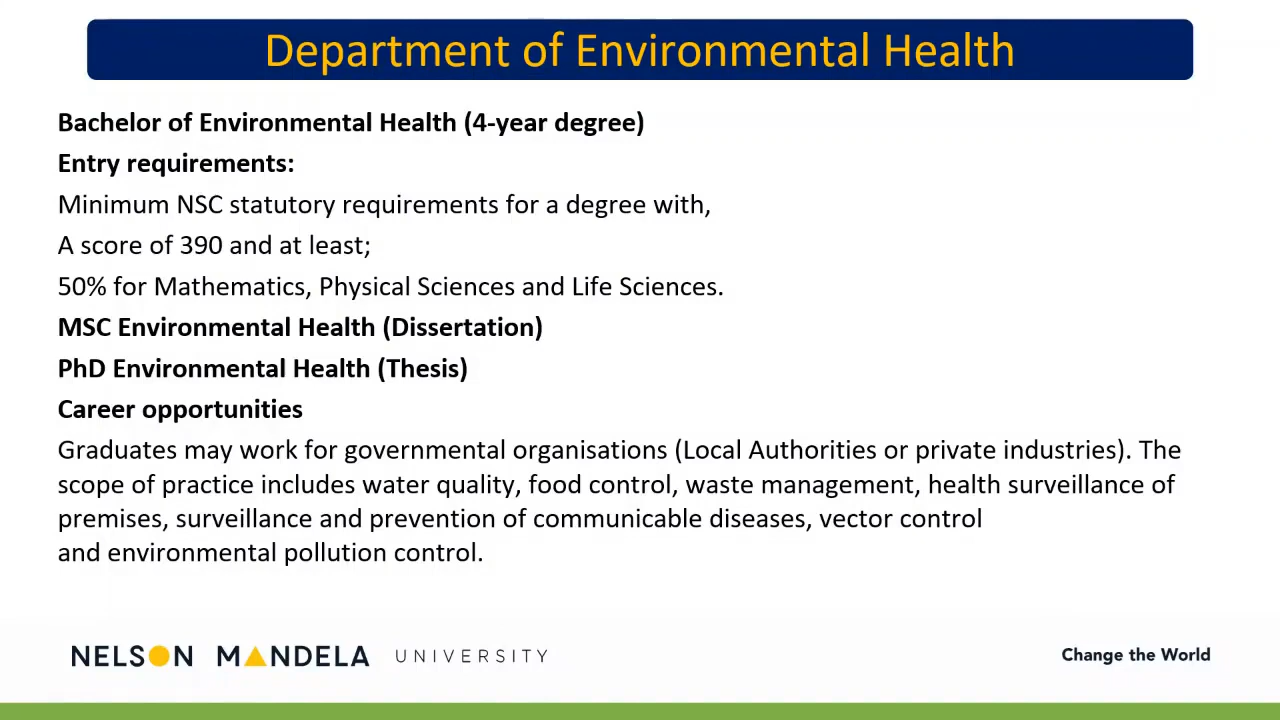 Department of Environmental Health
Bachelor of Environmental Health (4-year degree)
Entry requirements:
Minimum NSC statutory requirements for a degree with,
A score of 390 and at least;
50% for Mathematics, Physical Sciences and Life Sciences.
MSC Environmental Health (Dissertation)
PhD Environmental Health (Thesis)
Career opportunities
Graduates may work for governmental organisations (Local Authorities or private industries). The
scope of practice includes water quality, food control, waste management, health surveillance of
premises, surveillance and prevention of communicable diseases, vector control
and environmental pollution control.
NELSON MANDELA UNIVERSITY
Change the World